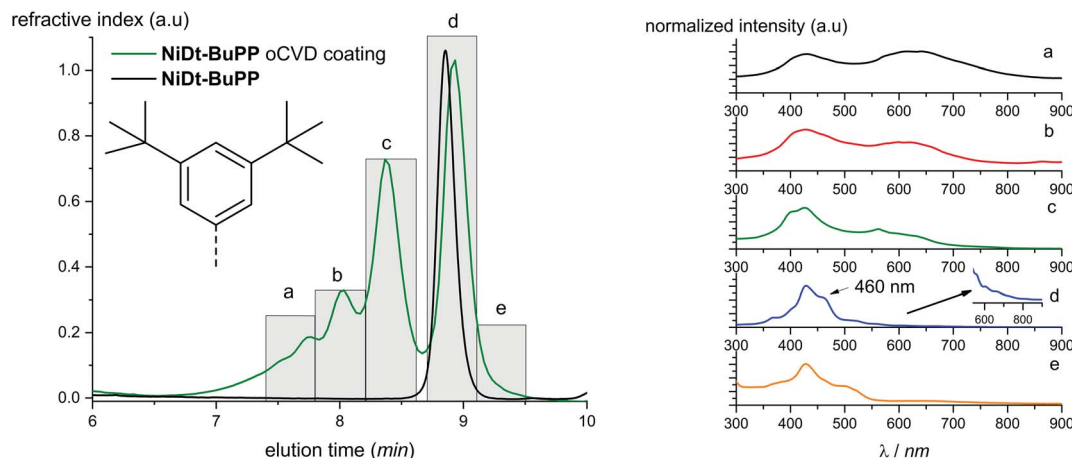 refractive index (a.u)
NiDt-BuPP oCVD coating
NiDt-BuPP
1.0
0.8
0.6
0.4
0.2
0.0
a
b
c
d
e
6
7
8
9
10
elution time (min)
normalized intensity (a.u)
a
300 400 500 600 700 800 900
b
300 400 500 600 700 800 900
c
300 400 500 600 700 800 900
460 nm
600 800
d
300 400 500 600 700 800 900
e
300 400 500 600 700 800 900
λ / nm